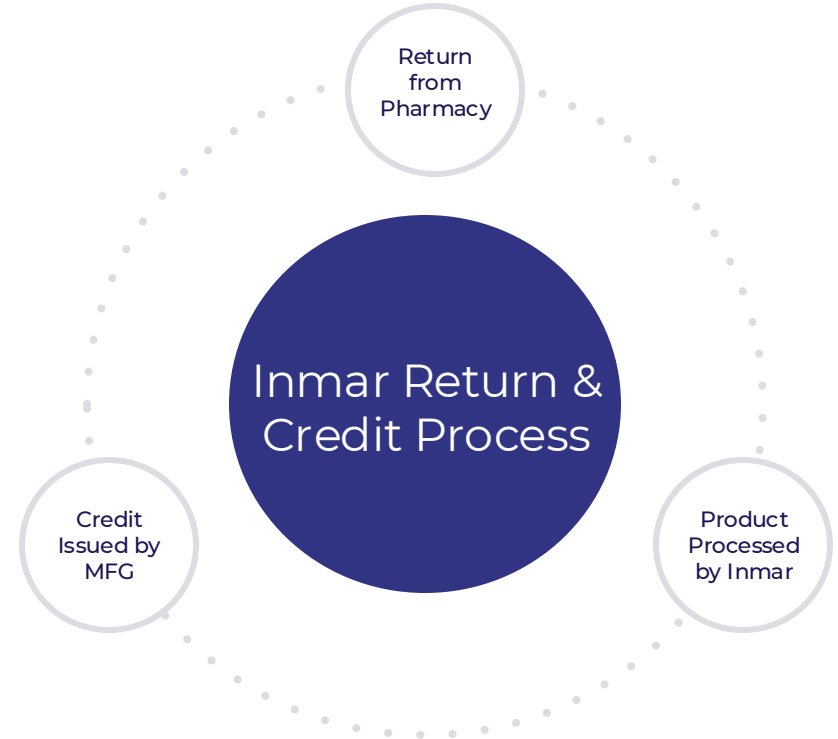 Return
from
Pharmacy
Inmar Return &
Credit Process
Credit
Issued by
MFG
Product
Processed
by Inmar